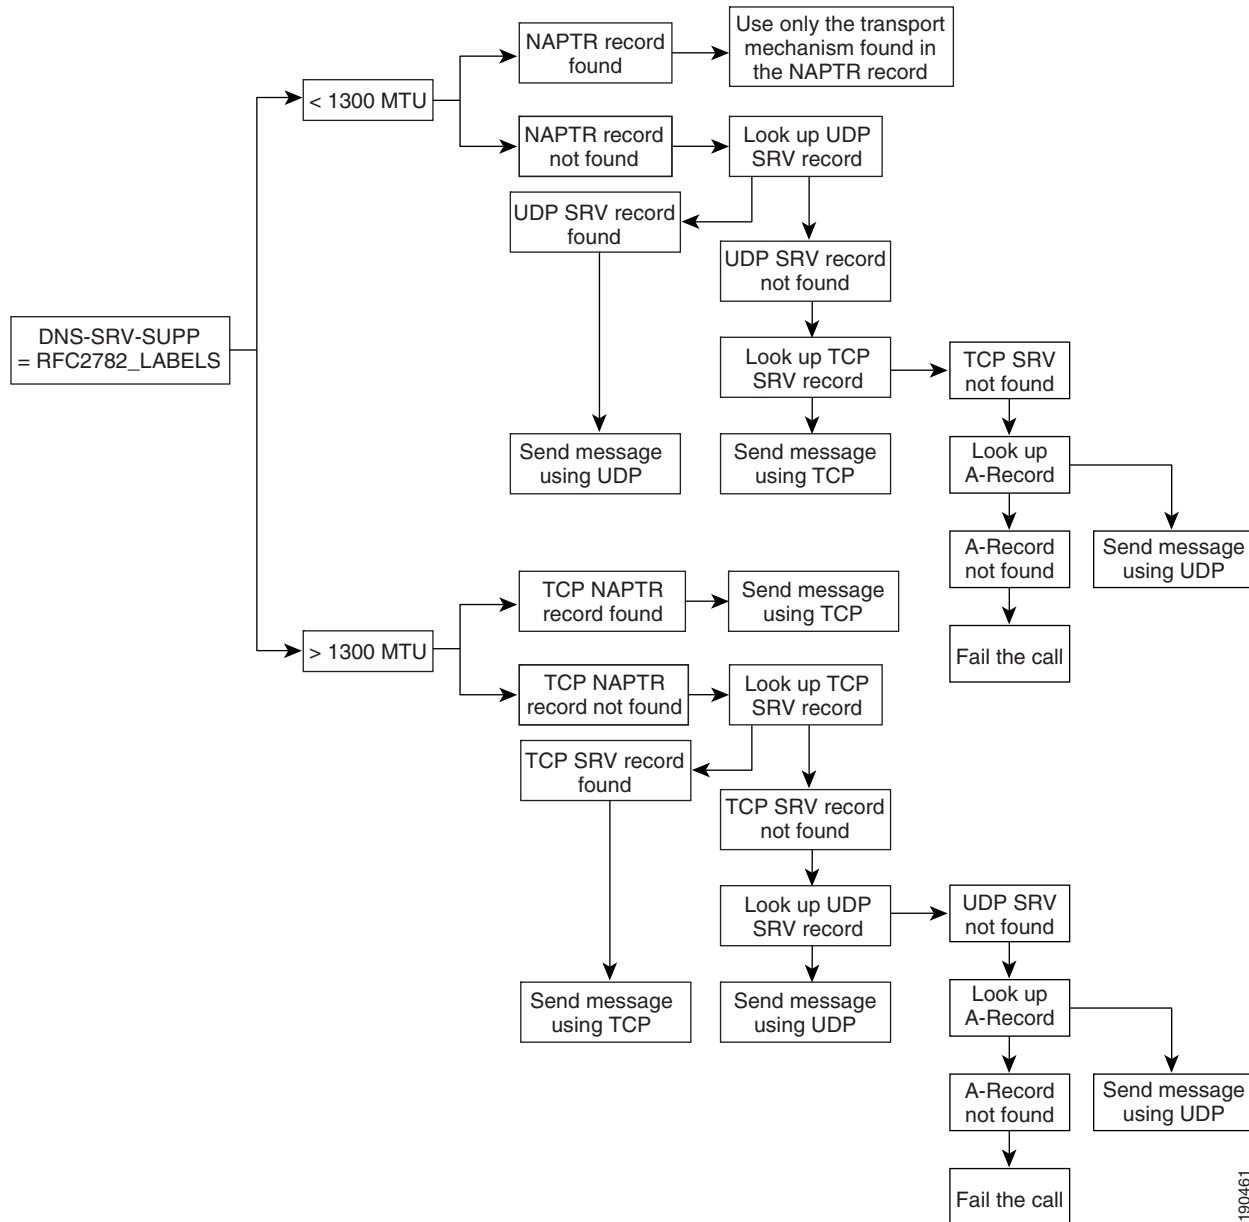 NAPTR record
found
Use only the transport
mechanism found in
the NAPTR record
< 1300 MTU
NAPTR record
not found
Look up UDP
SRV record
UDP SRV record
found
UDP SRV record
not found
DNS-SRV-SUPP
= RFC2782_LABELS
Look up TCP
SRV record
TCP SRV
not found
Send message
using UDP
Send message
using TCP
Look up
A-Record
A-Record
not found
Send message
using UDP
Fail the call
TCP NAPTR
record found
Send message
using TCP
> 1300 MTU
TCP NAPTR
record not found
Look up TCP
SRV record
TCP SRV record
found
TCP SRV record
not found
Look up UDP
SRV record
UDP SRV
not found
Send message
using TCP
Send message
using UDP
Look up
A-Record
A-Record
not found
Send message
using UDP
Fail the call
190461